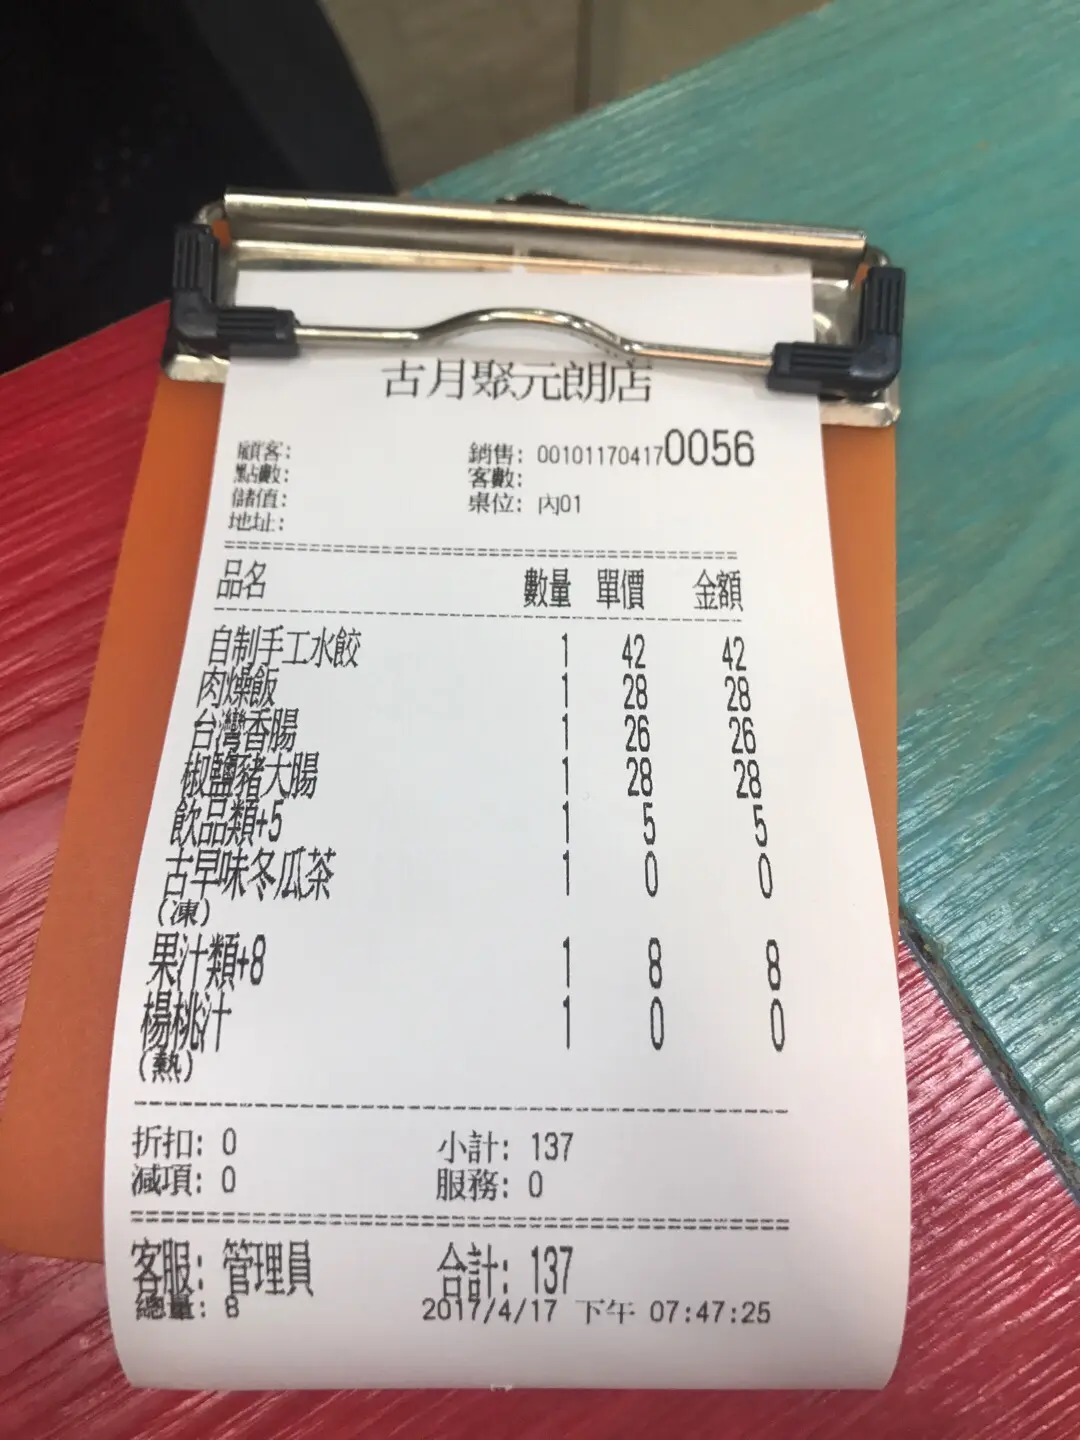 古月聚元朗店
顧客: 銷售: 001011704170056
點數: 客數:
儲值: 桌位: 內01
地址:
品名 數量 單價 金額
自制手工水餃 1 42 42
肉燥飯 1 28 28
台灣香腸 1 26 26
椒鹽豬大腸 1 28 28
飲品類+5 1 5 5
古早味冬瓜茶 1 0 0
(凍)
果汁類+8 1 8 8
楊桃汁 1 0 0
(熱)
折扣: 0 小計: 137
減項: 0 服務: 0
客服: 管理員 合計: 137
總量: 8 2017/4/17 下午 07:47:25